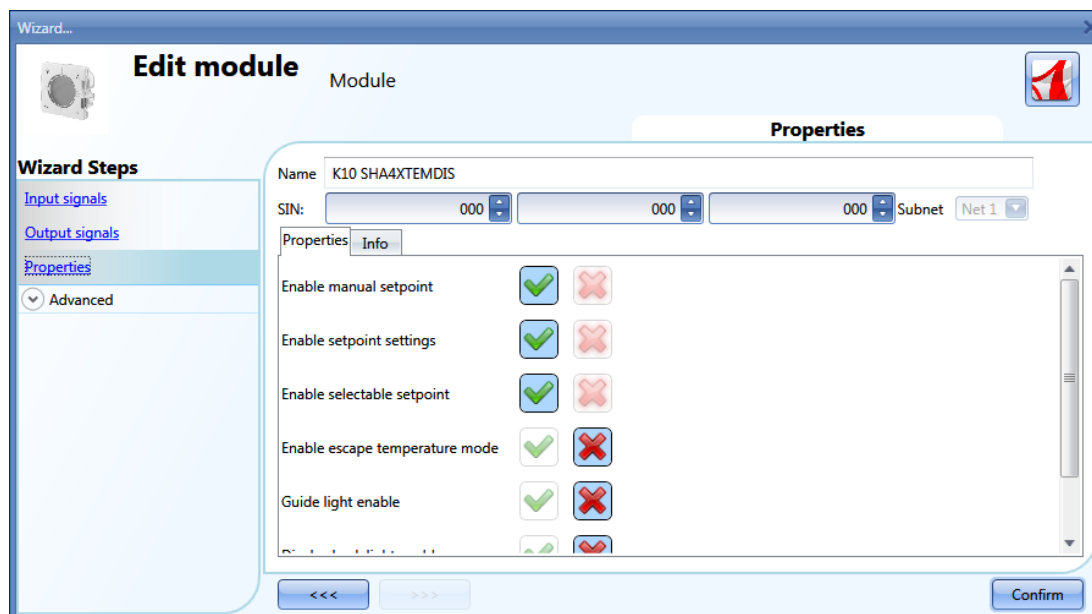 Wizard...
Edit module
Module
Properties
Wizard Steps
Input signals
Output signals
Properties
Advanced
Name K10 SHA4XTEMDIS
SIN: 000 000 000 Subnet Net 1
Properties Info
Enable manual setpoint
Enable setpoint settings
Enable selectable setpoint
Enable escape temperature mode
Guide light enable
<<< >>>
Confirm